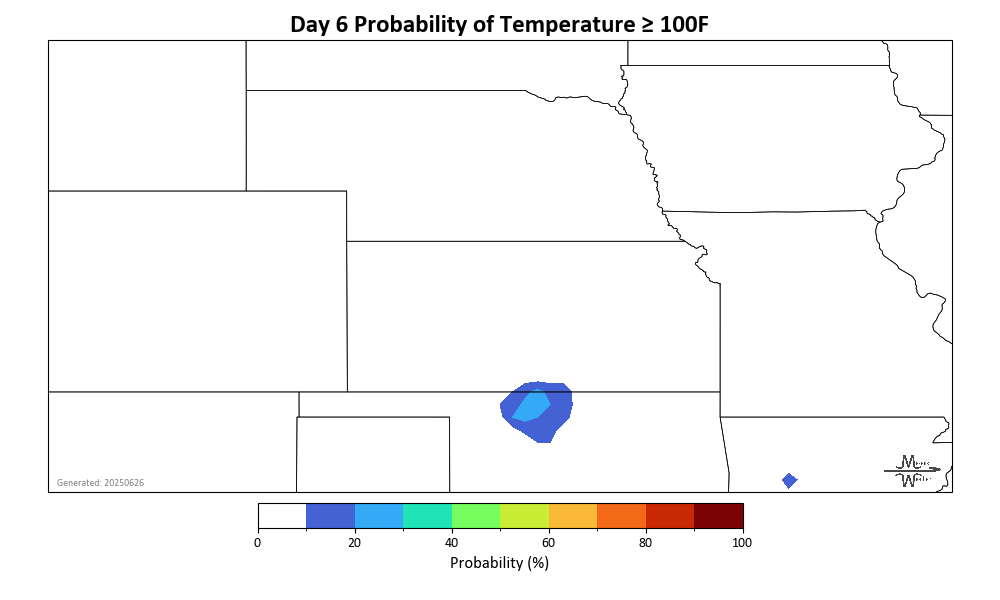 Day 6 Probability of Temperature ≥ 100F
Generated: 20250626
0 20 40 60 80 100
Probability (%)